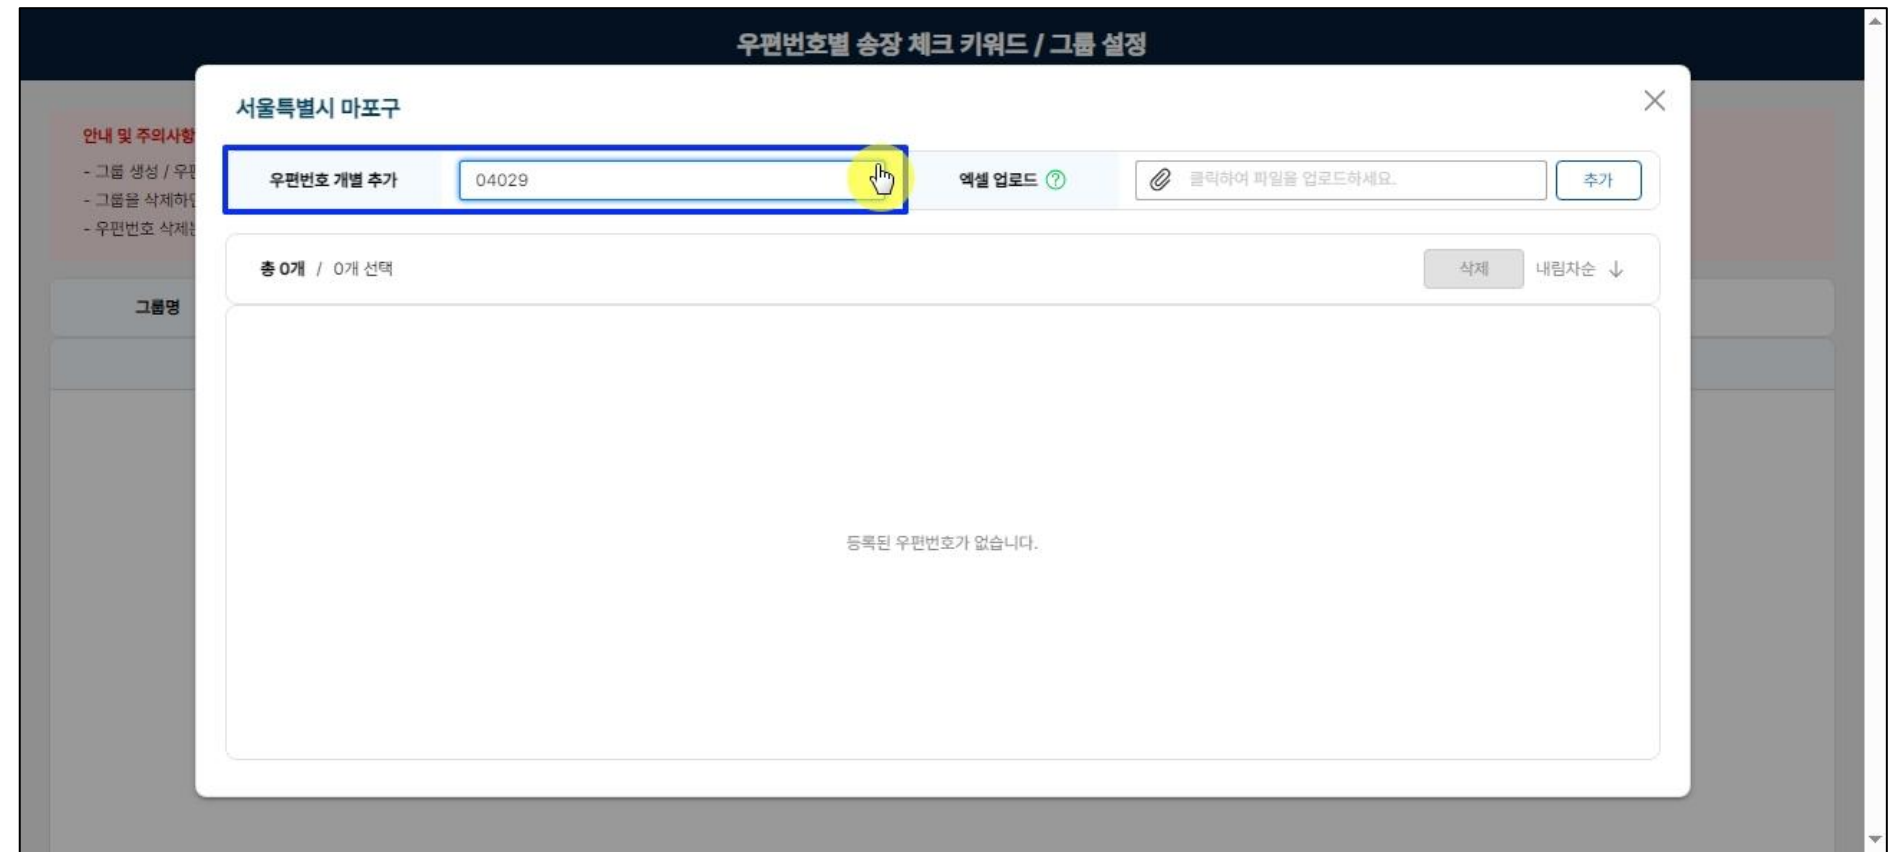 우편번호별 송장 체크 키워드 / 그룹 설정
서울특별시 마포구
안내 및 주의사항
- 그룹 생성 / 우편
- 그룹을 삭제하면
- 우편번호 삭제는
우편번호 개별 추가
04029
엑셀 업로드 ?
클릭하여 파일을 업로드하세요.
추가
총 0개 / 0개 선택
삭제
내림차순 ↓
그룹명
등록된 우편번호가 없습니다.